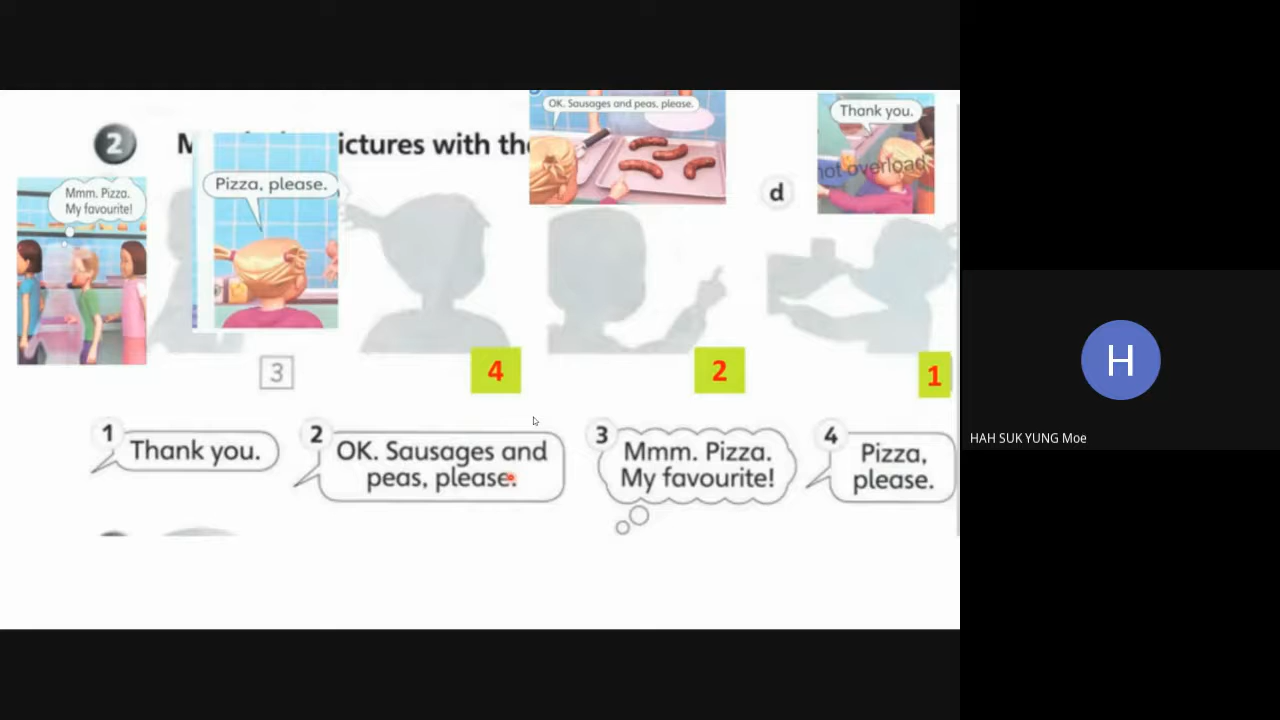 2
ictures with th
OK. Sausages and peas, please.
Thank you.
not overload
Mmm. Pizza.
My favourite!
Pizza, please.
d
3
4
2
1
1
Thank you.
2
OK. Sausages and
peas, please.
3
Mmm. Pizza.
My favourite!
4
Pizza,
please.
H
HAH SUK YUNG Moe